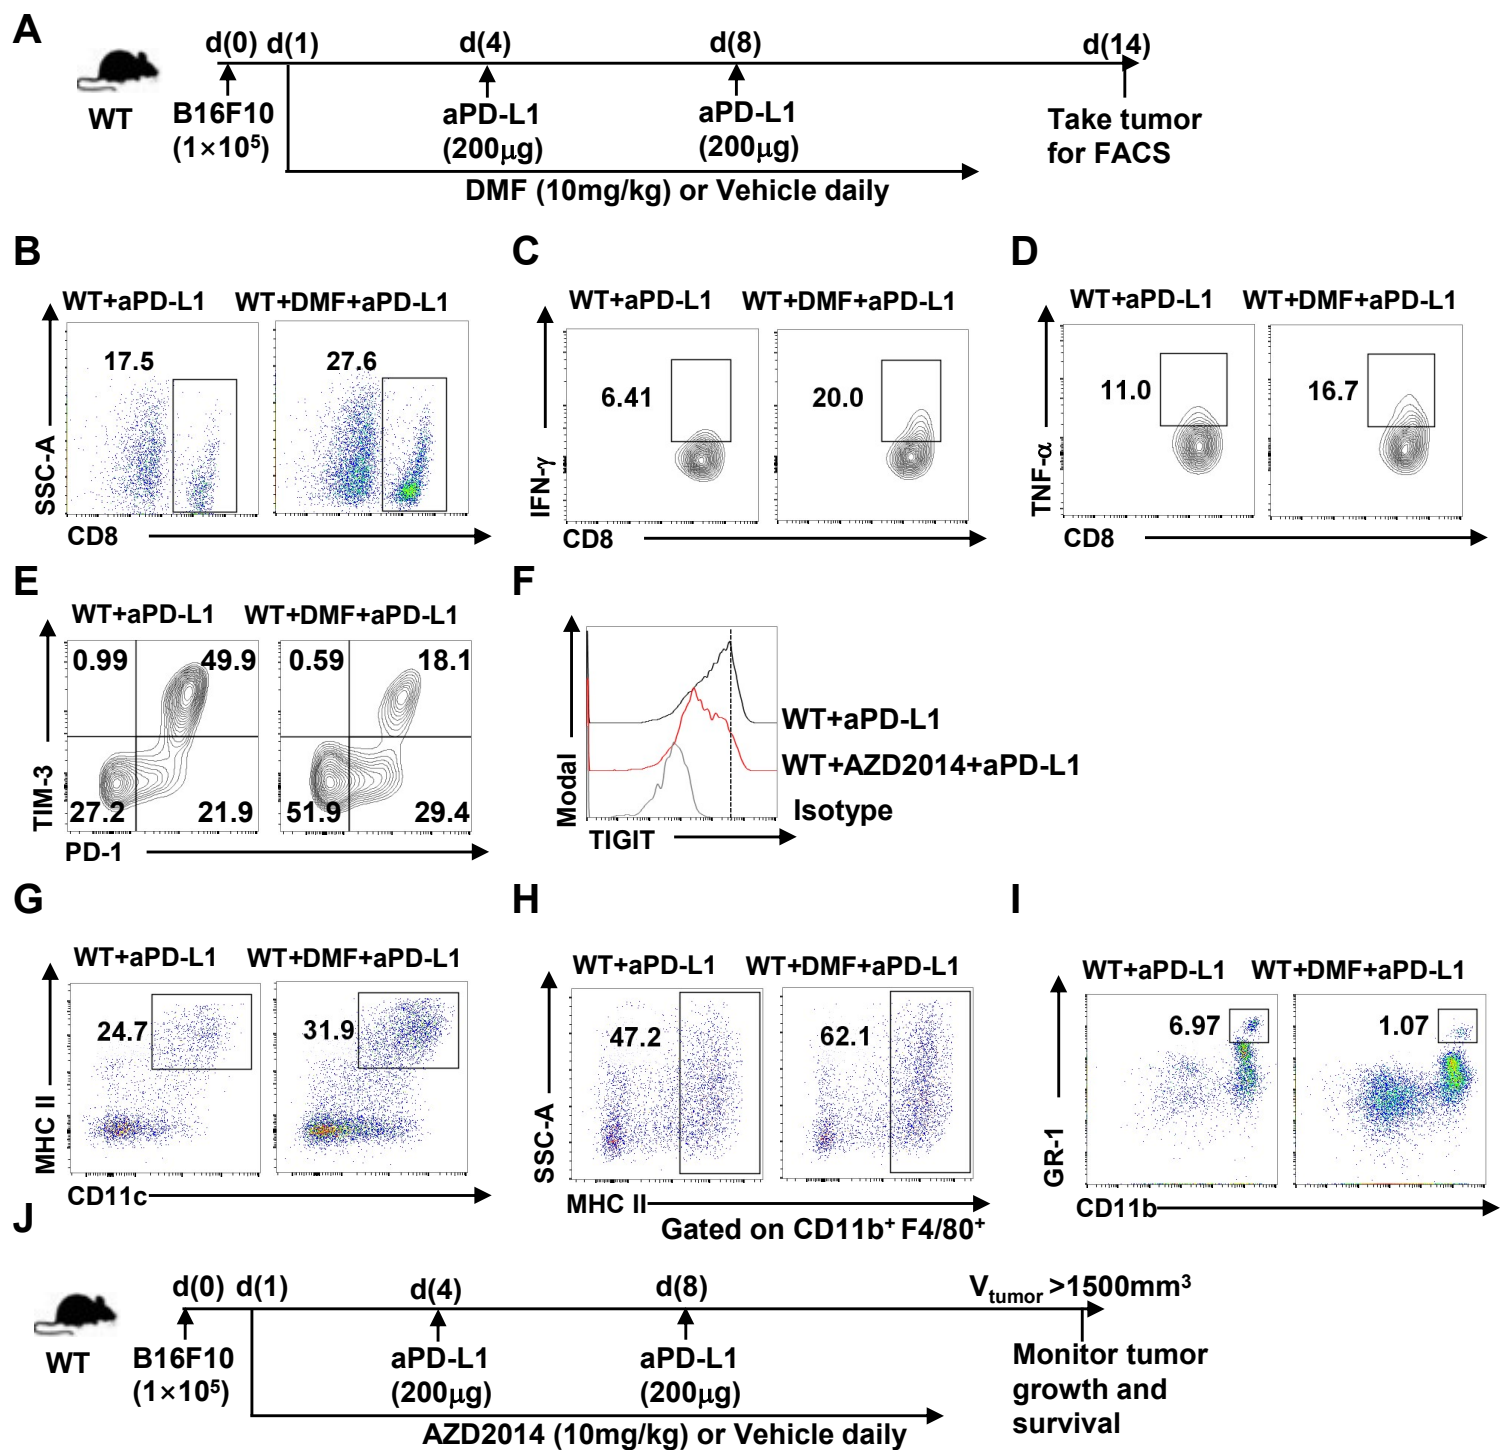 A
d(0) d(1) d(4) d(8) d(14)
WT
B16F10
(1×10⁵)
aPD-L1
(200μg)
aPD-L1
(200μg)
Take tumor
for FACS
DMF (10mg/kg) or Vehicle daily
B
WT+aPD-L1 WT+DMF+aPD-L1
17.5 27.6
SSC-A
CD8
C
WT+aPD-L1 WT+DMF+aPD-L1
6.41 20.0
IFN-γ
CD8
D
WT+aPD-L1 WT+DMF+aPD-L1
11.0 16.7
TNF-α
CD8
E
WT+aPD-L1 WT+DMF+aPD-L1
0.99 49.9 0.59 18.1
27.2 21.9 51.9 29.4
TIM-3
PD-1
F
WT+aPD-L1
WT+AZD2014+aPD-L1
Isotype
Modal
TIGIT
G
WT+aPD-L1 WT+DMF+aPD-L1
24.7 31.9
MHC II
CD11c
H
WT+aPD-L1 WT+DMF+aPD-L1
47.2 62.1
SSC-A
MHC II
Gated on CD11b⁺ F4/80⁺
I
WT+aPD-L1 WT+DMF+aPD-L1
6.97 1.07
GR-1
CD11b
J
d(0) d(1) d(4) d(8) Vtumor >1500mm³
WT
B16F10
(1×10⁵)
aPD-L1
(200μg)
aPD-L1
(200μg)
Monitor tumor
growth and
survival
AZD2014 (10mg/kg) or Vehicle daily